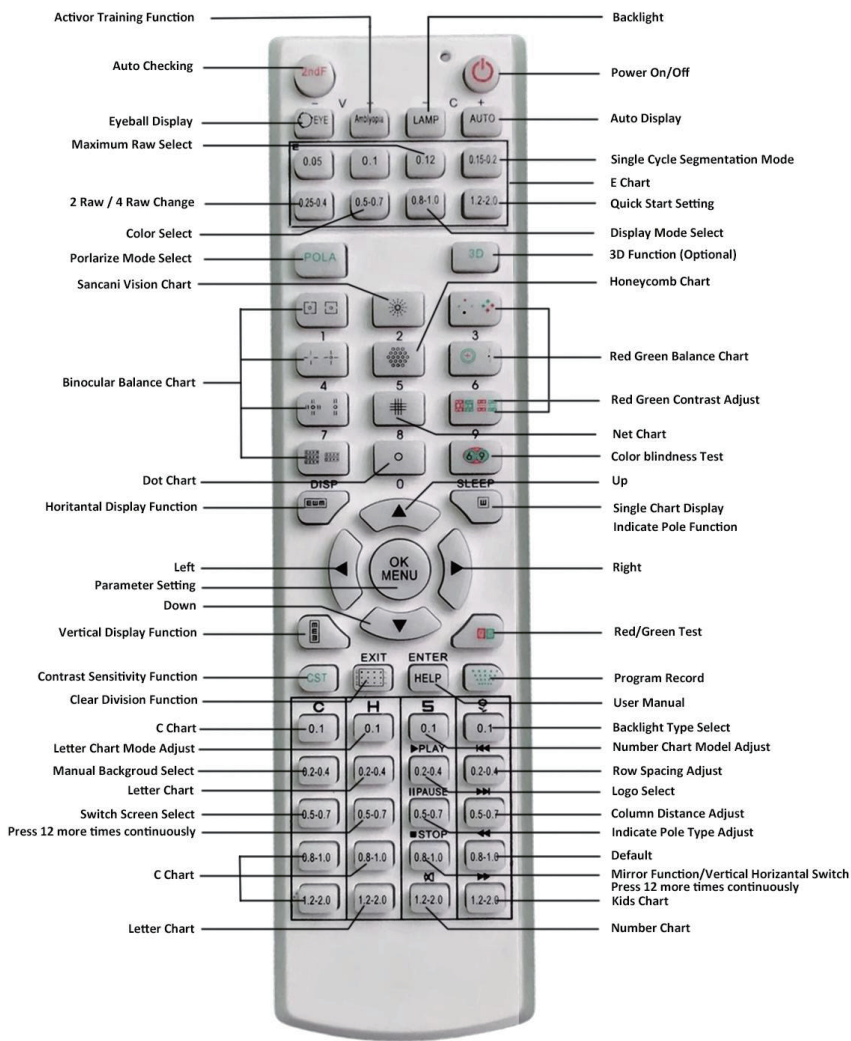 Activor Training Function
Backlight
Auto Checking
2ndF
Power On/Off
− V +
− C +
Eyeball Display
EYE
Amblyopia
LAMP
AUTO
Auto Display
Maximum Raw Select
E
0.05
0.1
0.12
0.15-0.2
Single Cycle Segmentation Mode
E Chart
2 Raw / 4 Raw Change
0.25-0.4
0.5-0.7
0.8-1.0
1.2-2.0
Quick Start Setting
Color Select
Display Mode Select
Porlarize Mode Select
POLA
3D
3D Function (Optional)
Sancani Vision Chart
Honeycomb Chart
1
2
3
Red Green Balance Chart
Binocular Balance Chart
4
5
6
Red Green Contrast Adjust
7
8
9
Net Chart
6 9
Color blindness Test
Dot Chart
DISP
0
SLEEP
Up
Horitantal Display Function
Single Chart Display
Indicate Pole Function
Left
OK
MENU
Right
Parameter Setting
Down
Vertical Display Function
Red/Green Test
EXIT
ENTER
Contrast Sensitivity Function
CST
HELP
Program Record
Clear Division Function
User Manual
C
H
5
C Chart
0.1
0.1
0.1
0.1
Backlight Type Select
Letter Chart Mode Adjust
▶PLAY
Number Chart Model Adjust
Manual Backgroud Select
0.2-0.4
0.2-0.4
0.2-0.4
0.2-0.4
Row Spacing Adjust
Letter Chart
IIPAUSE
Logo Select
Switch Screen Select
0.5-0.7
0.5-0.7
0.5-0.7
0.5-0.7
Column Distance Adjust
Press 12 more times continuously
■STOP
Indicate Pole Type Adjust
0.8-1.0
0.8-1.0
0.8-1.0
0.8-1.0
Default
C Chart
Mirror Function/Vertical Horizantal Switch
Press 12 more times continuously
1.2-2.0
1.2-2.0
1.2-2.0
1.2-2.0
Kids Chart
Letter Chart
Number Chart